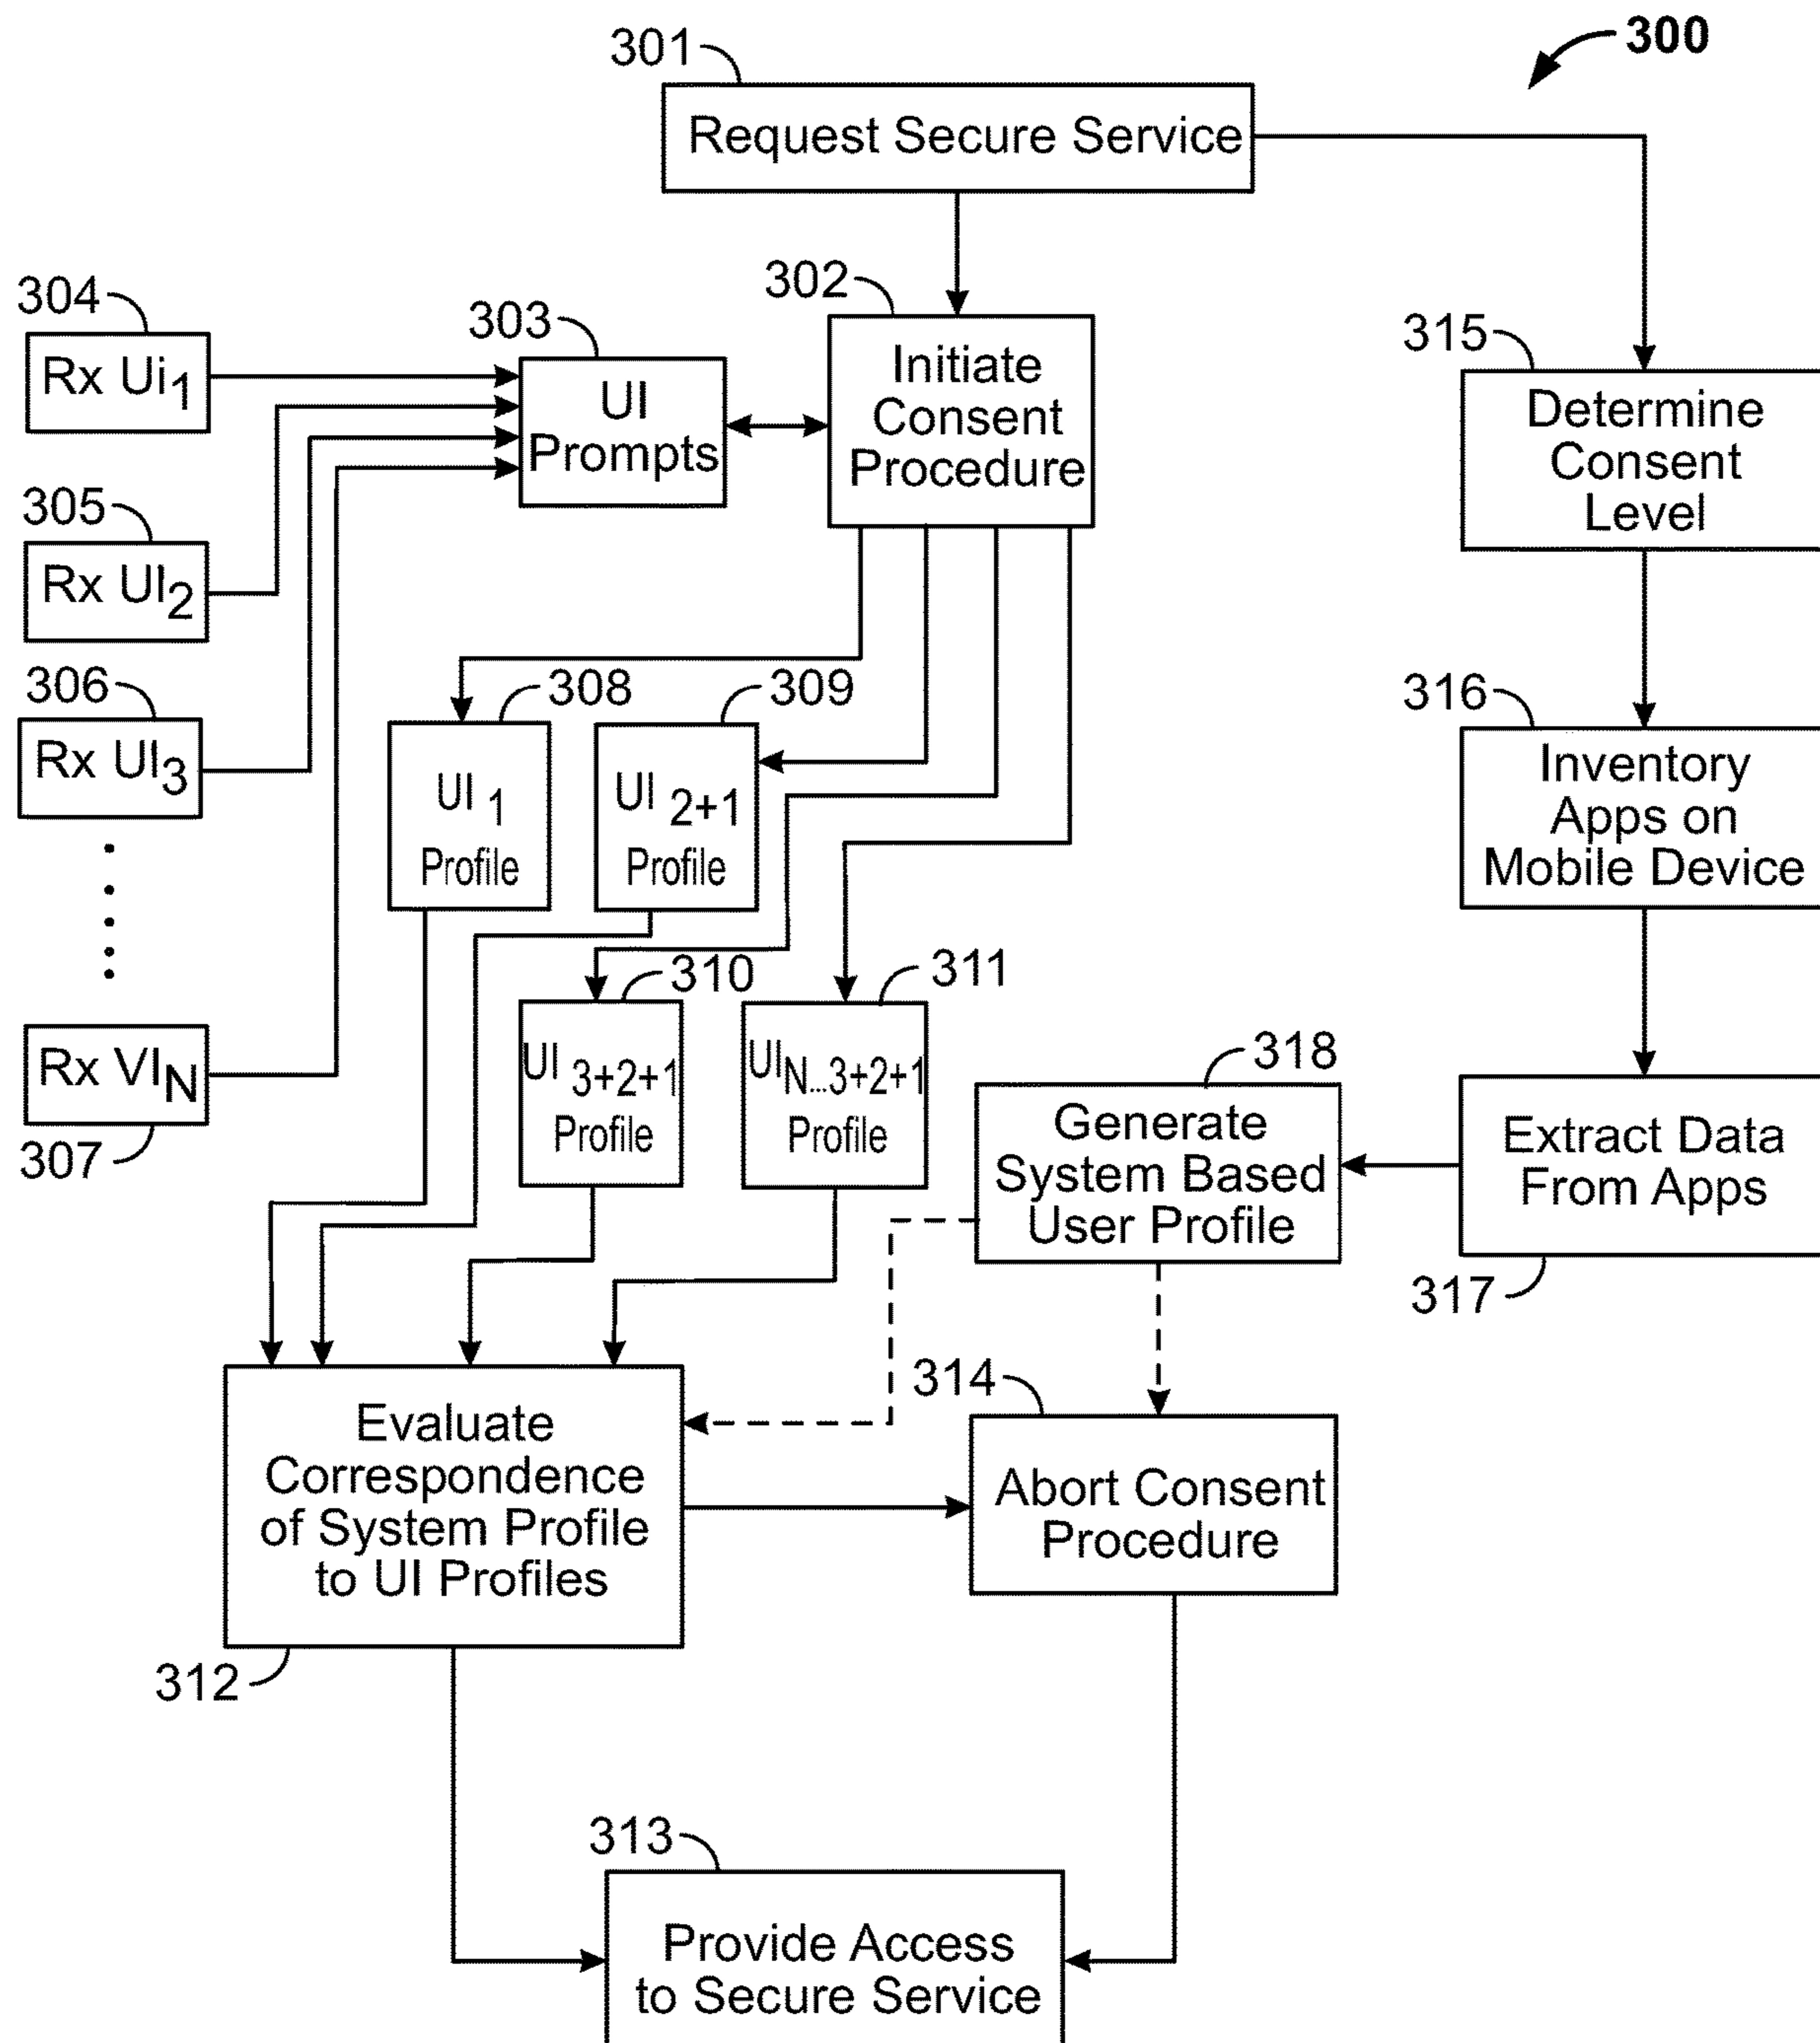 300
301
Request Secure Service
302
Initiate
Consent
Procedure
303
UI
Prompts
304
Rx Ui1
305
Rx UI2
306
Rx UI3
Rx VIN
307
308
UI 1
Profile
309
UI 2+1
Profile
310
UI 3+2+1
Profile
311
UIN...3+2+1
Profile
315
Determine
Consent
Level
316
Inventory
Apps on
Mobile Device
Extract Data
From Apps
317
318
Generate
System Based
User Profile
Evaluate
Correspondence
of System Profile
to UI Profiles
312
314
Abort Consent
Procedure
313
Provide Access
to Secure Service